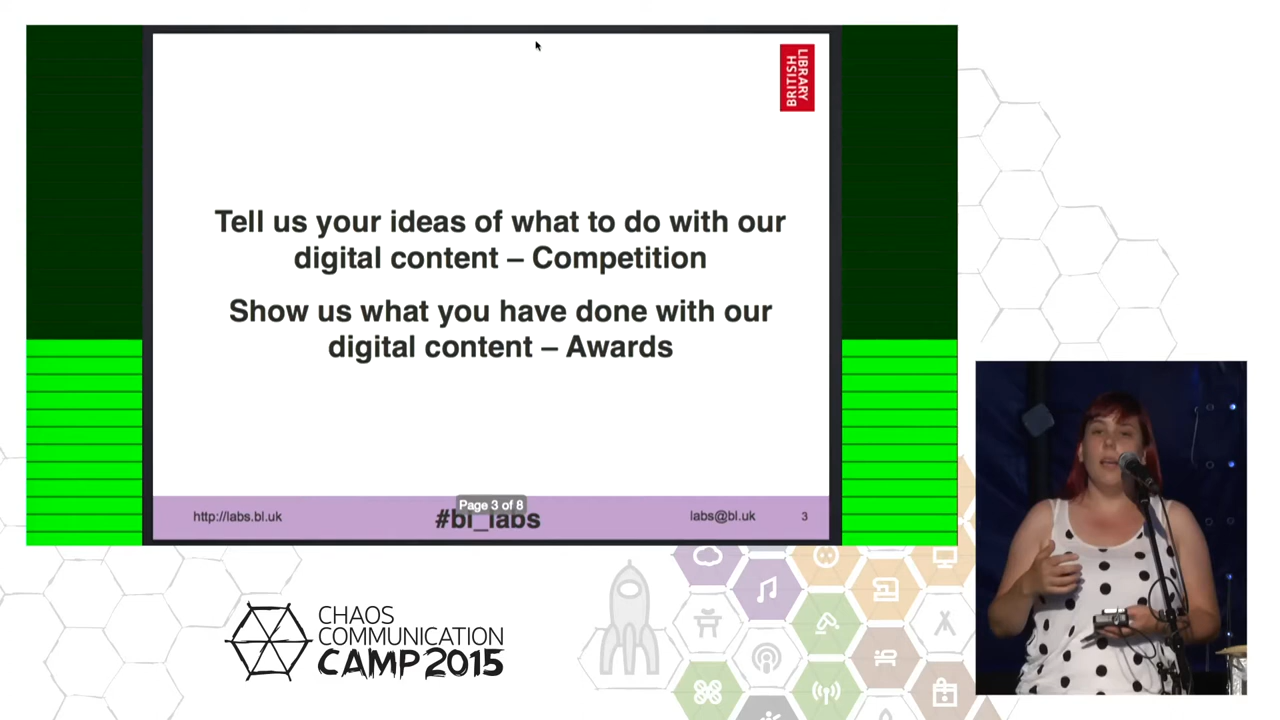 LIBRARY
BRITISH
Tell us your ideas of what to do with our
digital content – Competition
Show us what you have done with our
digital content – Awards
Page 3 of 8
http://labs.bl.uk
#bl_labs
labs@bl.uk
3
CHAOS
COMMUNICATION
CAMP 2015